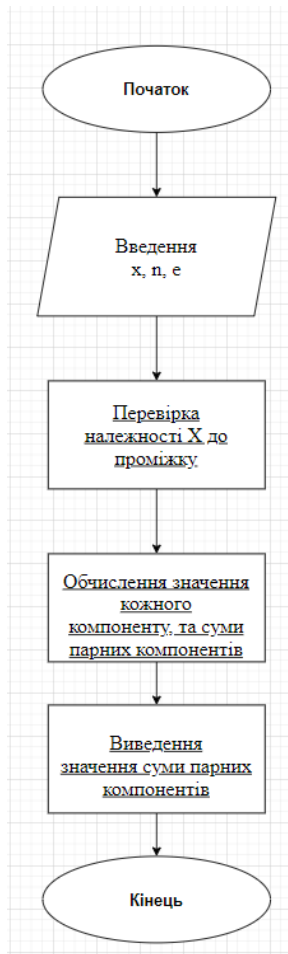 Початок
Введення
x, n, e
Перевірка
належності X до
проміжку
Обчислення значення
кожного
компоненту, та суми
парних компонентів
Виведення
значення суми парних
компонентів
Кінець